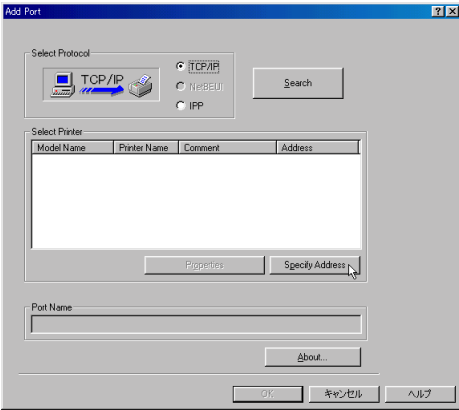 Add Port
Select Protocol
TCP/IP
TCP/IP
NetBEUI
IPP
Search
Select Printer
Model Name Printer Name Comment Address
Properties
Specify Address
Port Name
About...
OK キャンセル ヘルプ